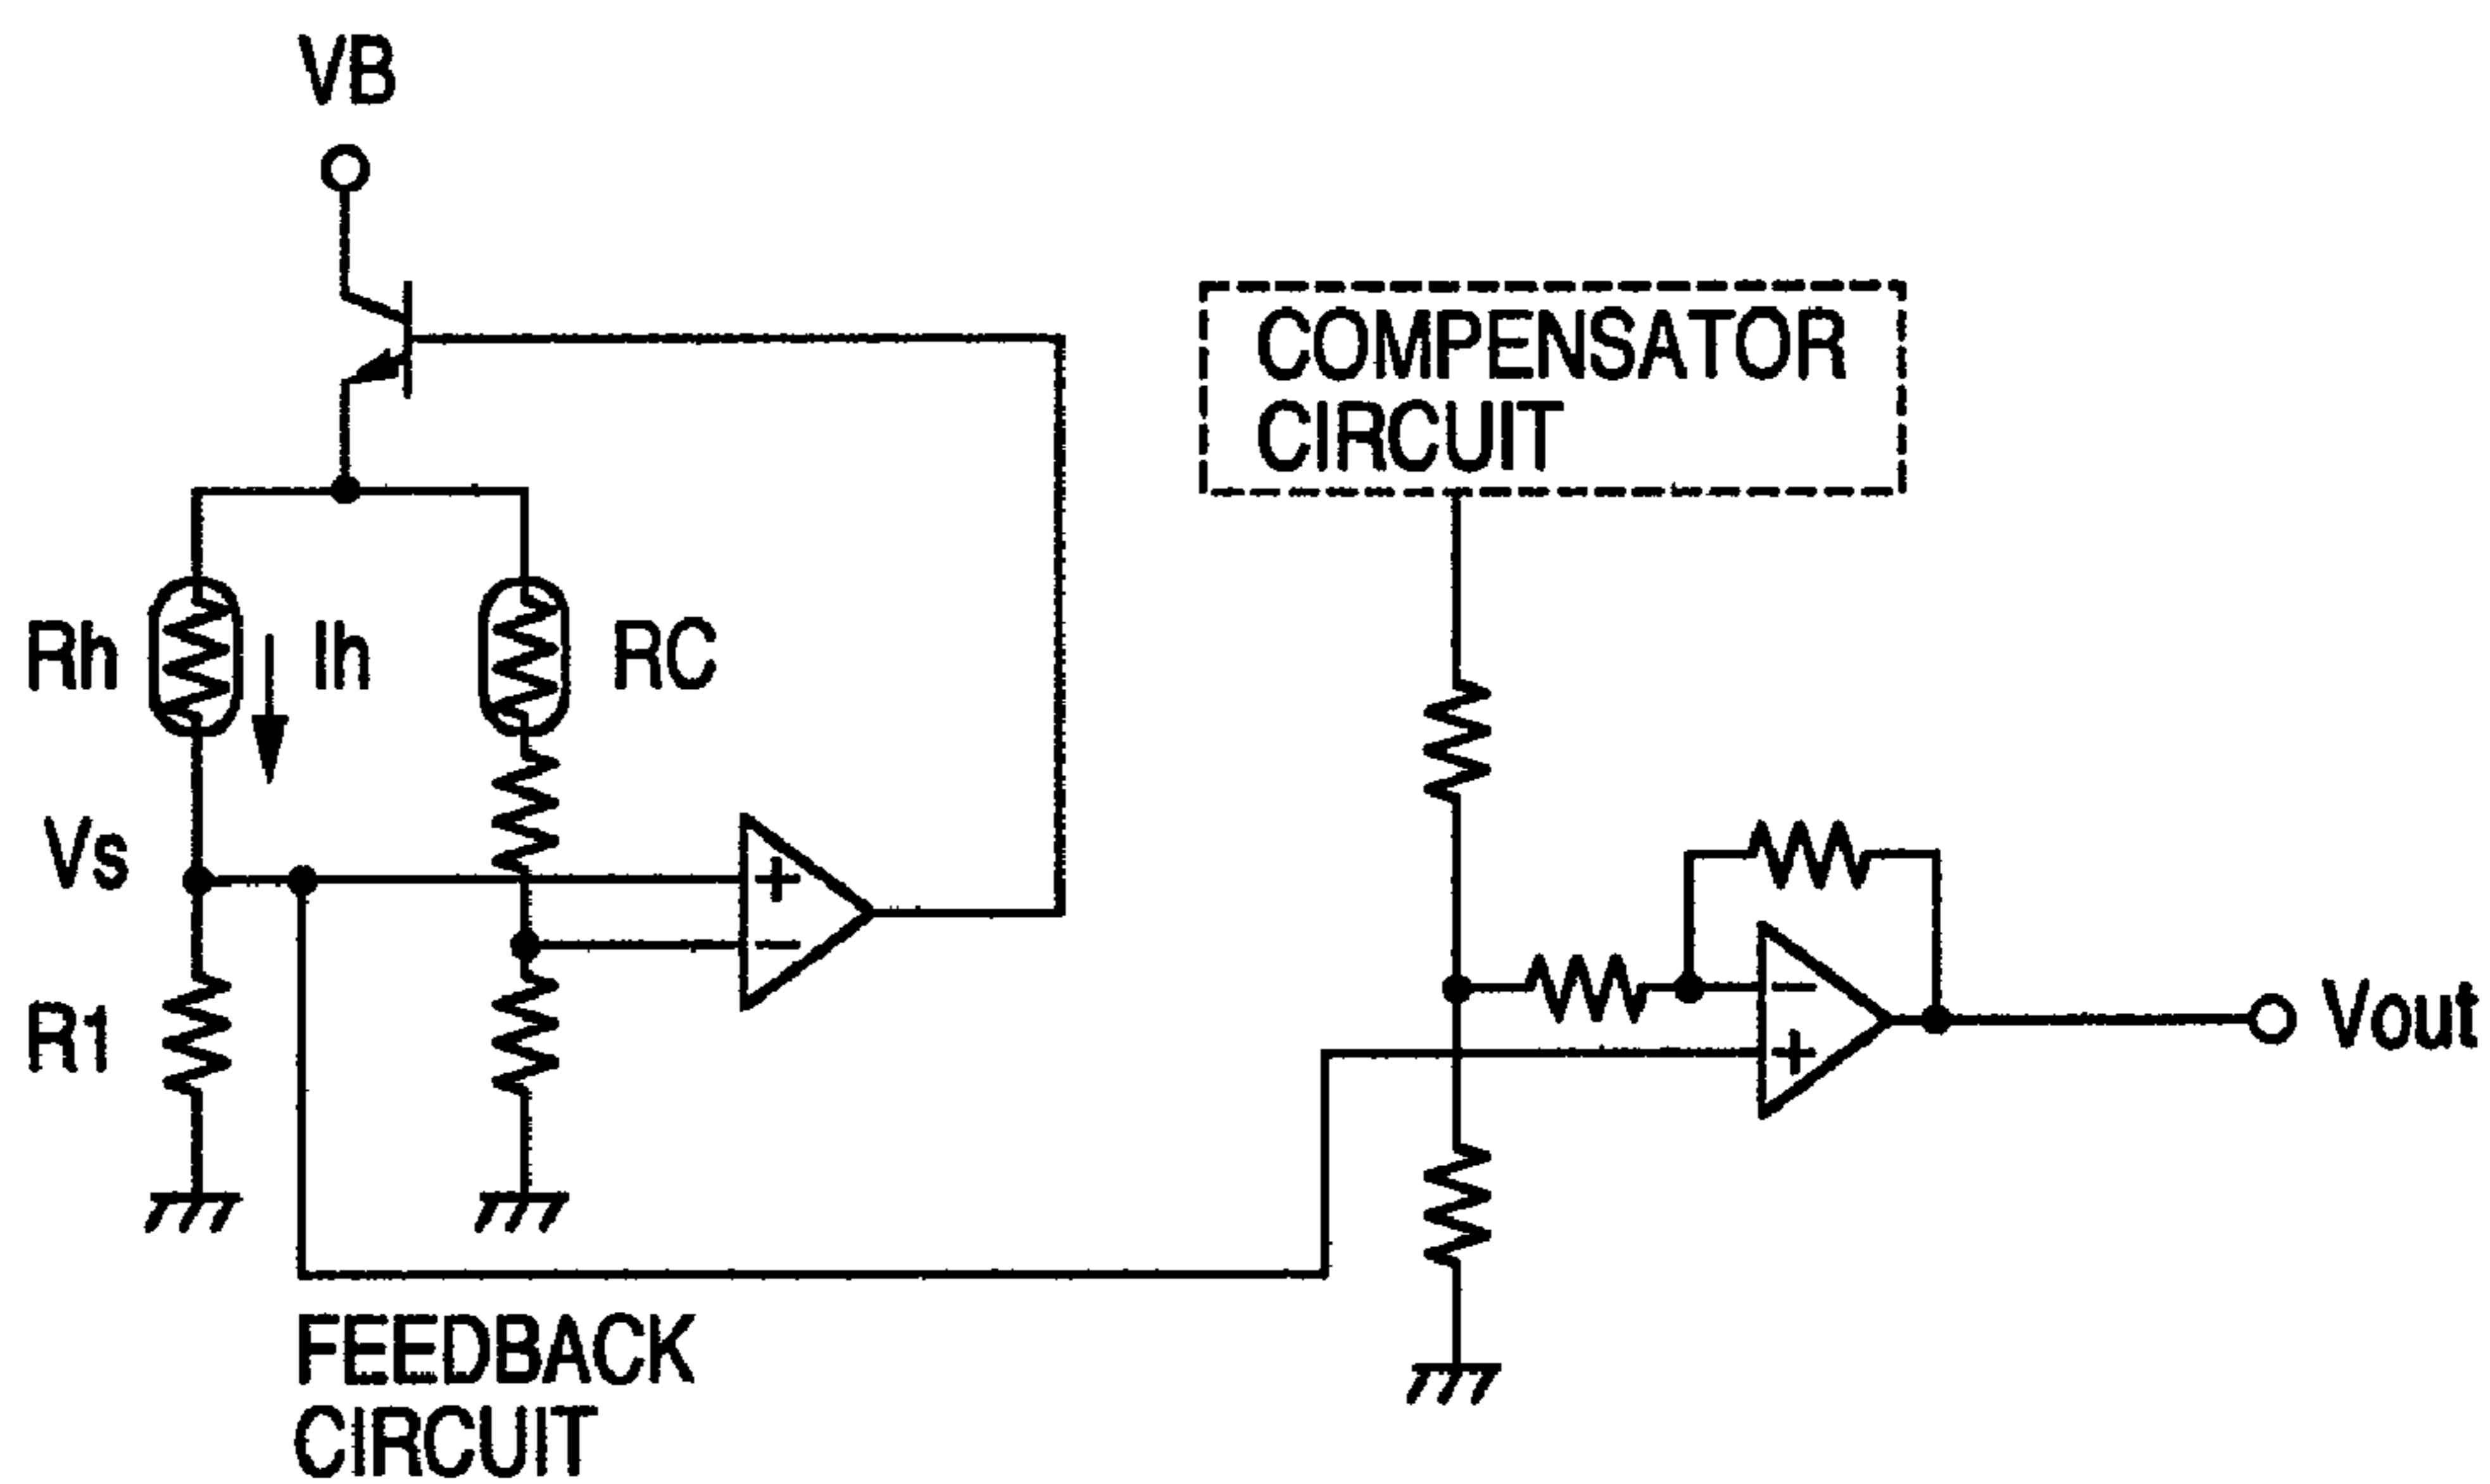 VB
COMPENSATOR
CIRCUIT
Rh
Ih
RC
Vs
+
−
R1
−
+
Vout
FEEDBACK
CIRCUIT